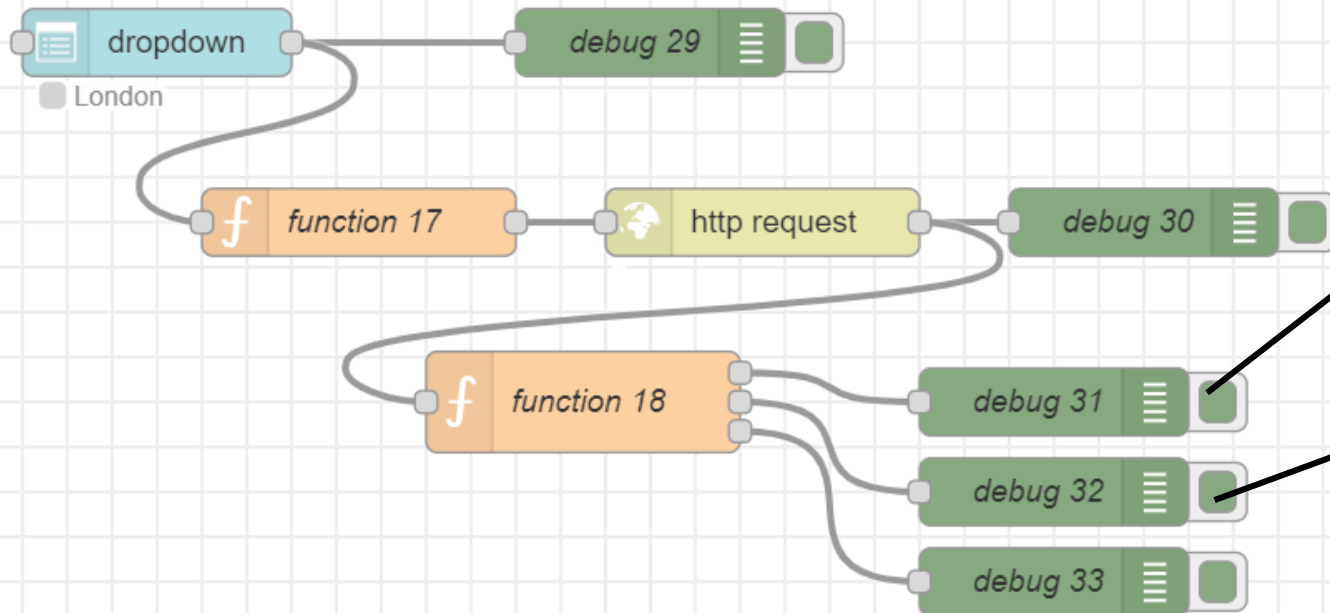 dropdown
debug 29
London
function 17
http request
debug 30
function 18
debug 31
debug 32
debug 33